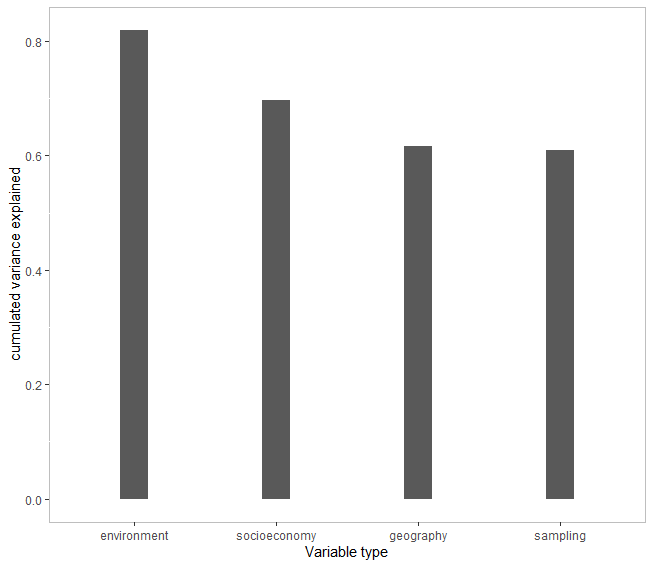 cumulated variance explained
0.8
0.6
0.4
0.2
0.0
environment socioeconomy geography sampling
Variable type